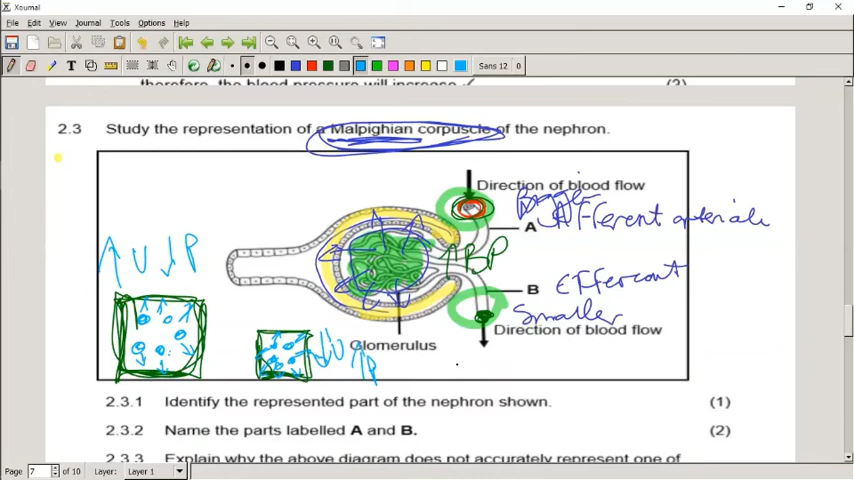 Xournal
File Edit View Journal Tools Options Help
Sans 12 0
therefore, the blood pressure will increase ✓ (3)
2.3 Study the representation of a Malpighian corpuscle of the nephron.
Direction of blood flow
Bigger
A Afferent arteriole
↑BP
↑ V ↓ P
B Effercent
Smaller
Direction of blood flow
Glomerulus
↓V ↑P
2.3.1 Identify the represented part of the nephron shown. (1)
2.3.2 Name the parts labelled A and B. (2)
2.3.3 Explain why the above diagram does not accurately represent one of
Page 7 of 10 Layer: Layer 1